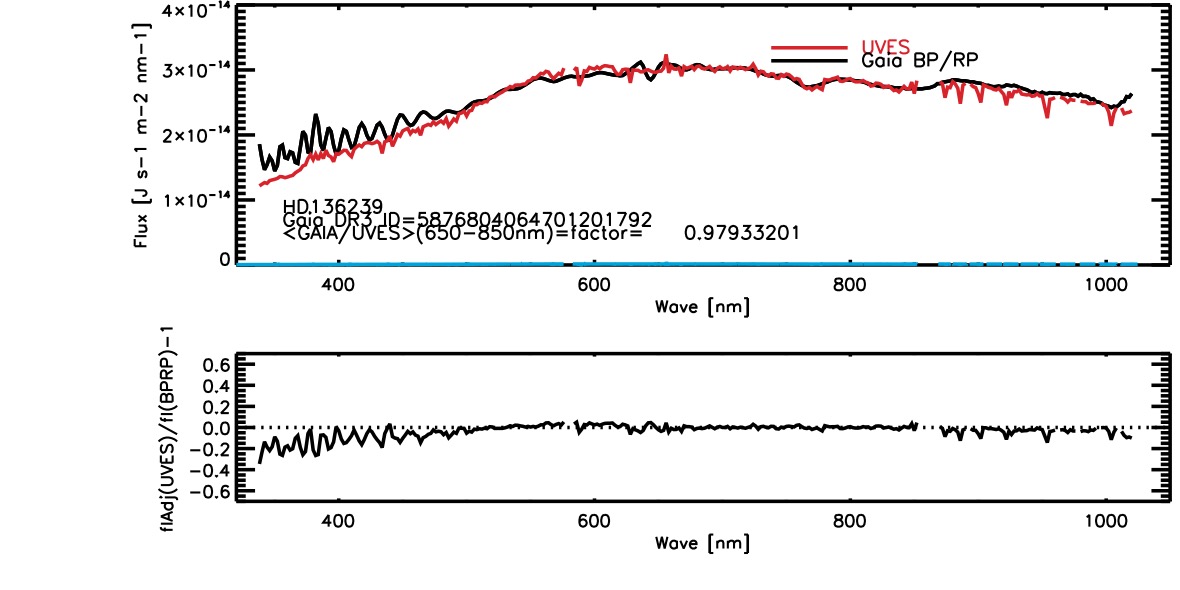 4×10−14
3×10−14
2×10−14
1×10−14
0
Flux [J s−1 m−2 nm−1]
UVES
Gaia BP/RP
HD136239
Gaia DR3 ID=5876804064701201792
<GAIA/UVES>(650−850nm)=factor= 0.97933201
400 600 800 1000
Wave [nm]
flAdj(UVES)/fl(BPRP)−1
0.6
0.4
0.2
0.0
−0.2
−0.4
−0.6
400 600 800 1000
Wave [nm]